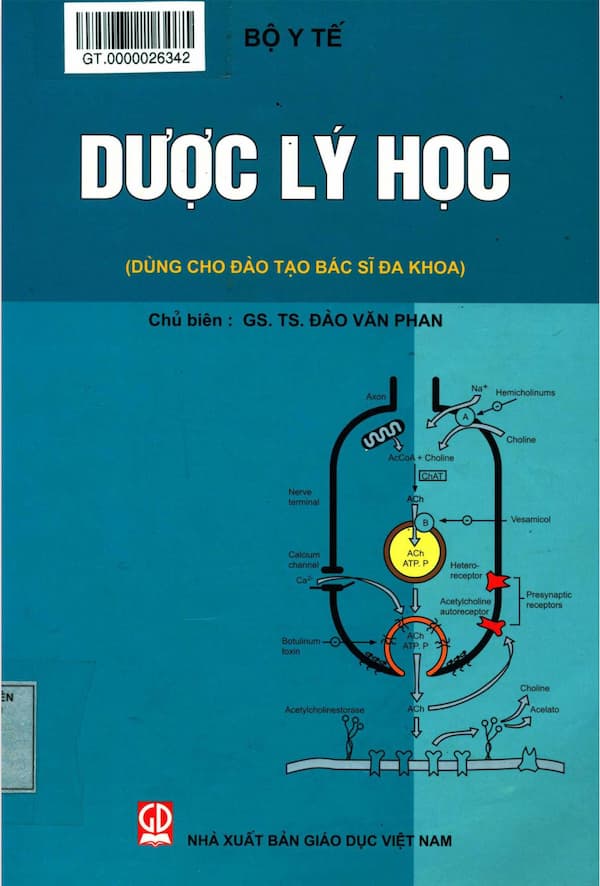 GT.0000026342
BỘ Y TẾ
DƯỢC LÝ HỌC
(DÙNG CHO ĐÀO TẠO BÁC SĨ ĐA KHOA)
Chủ biên : GS. TS. ĐÀO VĂN PHAN
Axon
Na+
Hemicholinums
A
Choline
AcCoA + Choline
ChAT
ACh
Nerve
terminal
B
Vesamicol
ACh
ATP. P
Calcium
channel
Hetero-
receptor
Ca2-
Presynaptic
receptors
Acetylcholine
autoreceptor
Botulinum
toxin
ACh
ATP. P
Choline
Acetylcholinestorase
ACh
Acelato
GD
NHÀ XUẤT BẢN GIÁO DỤC VIỆT NAM